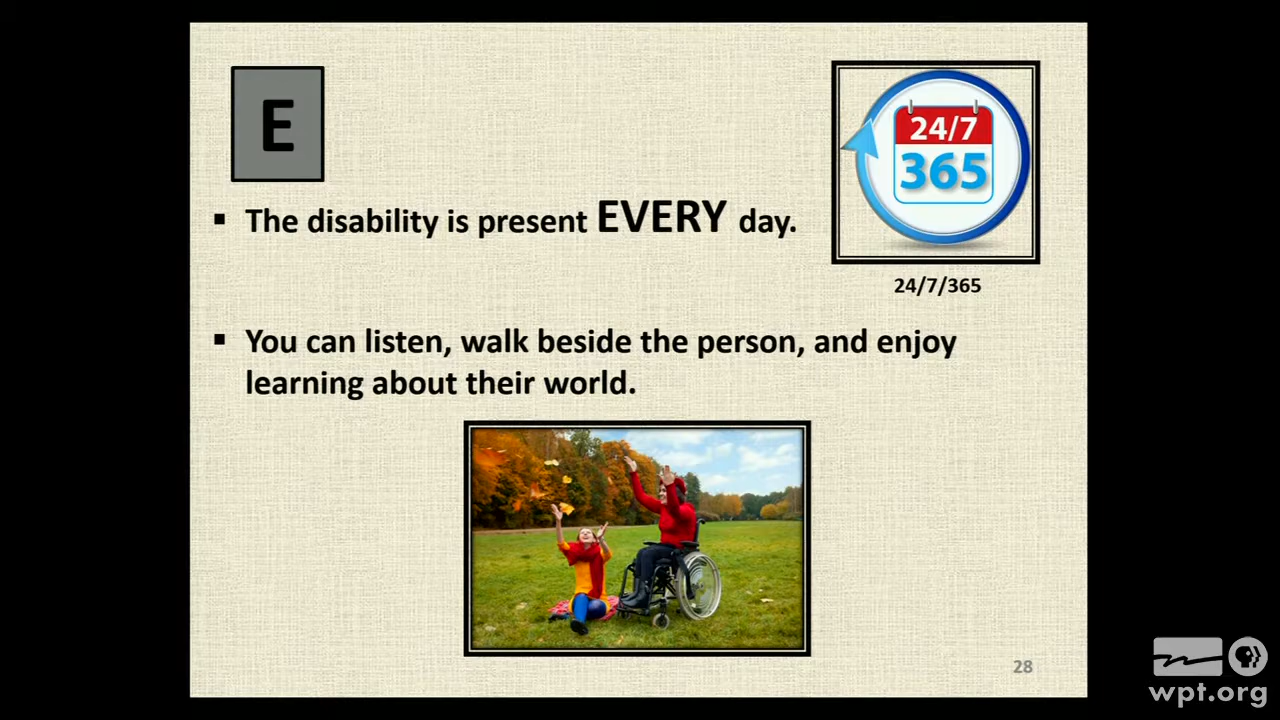 E
24/7
365
▪ The disability is present EVERY day.
24/7/365
▪ You can listen, walk beside the person, and enjoy
learning about their world.
28
wpt.org